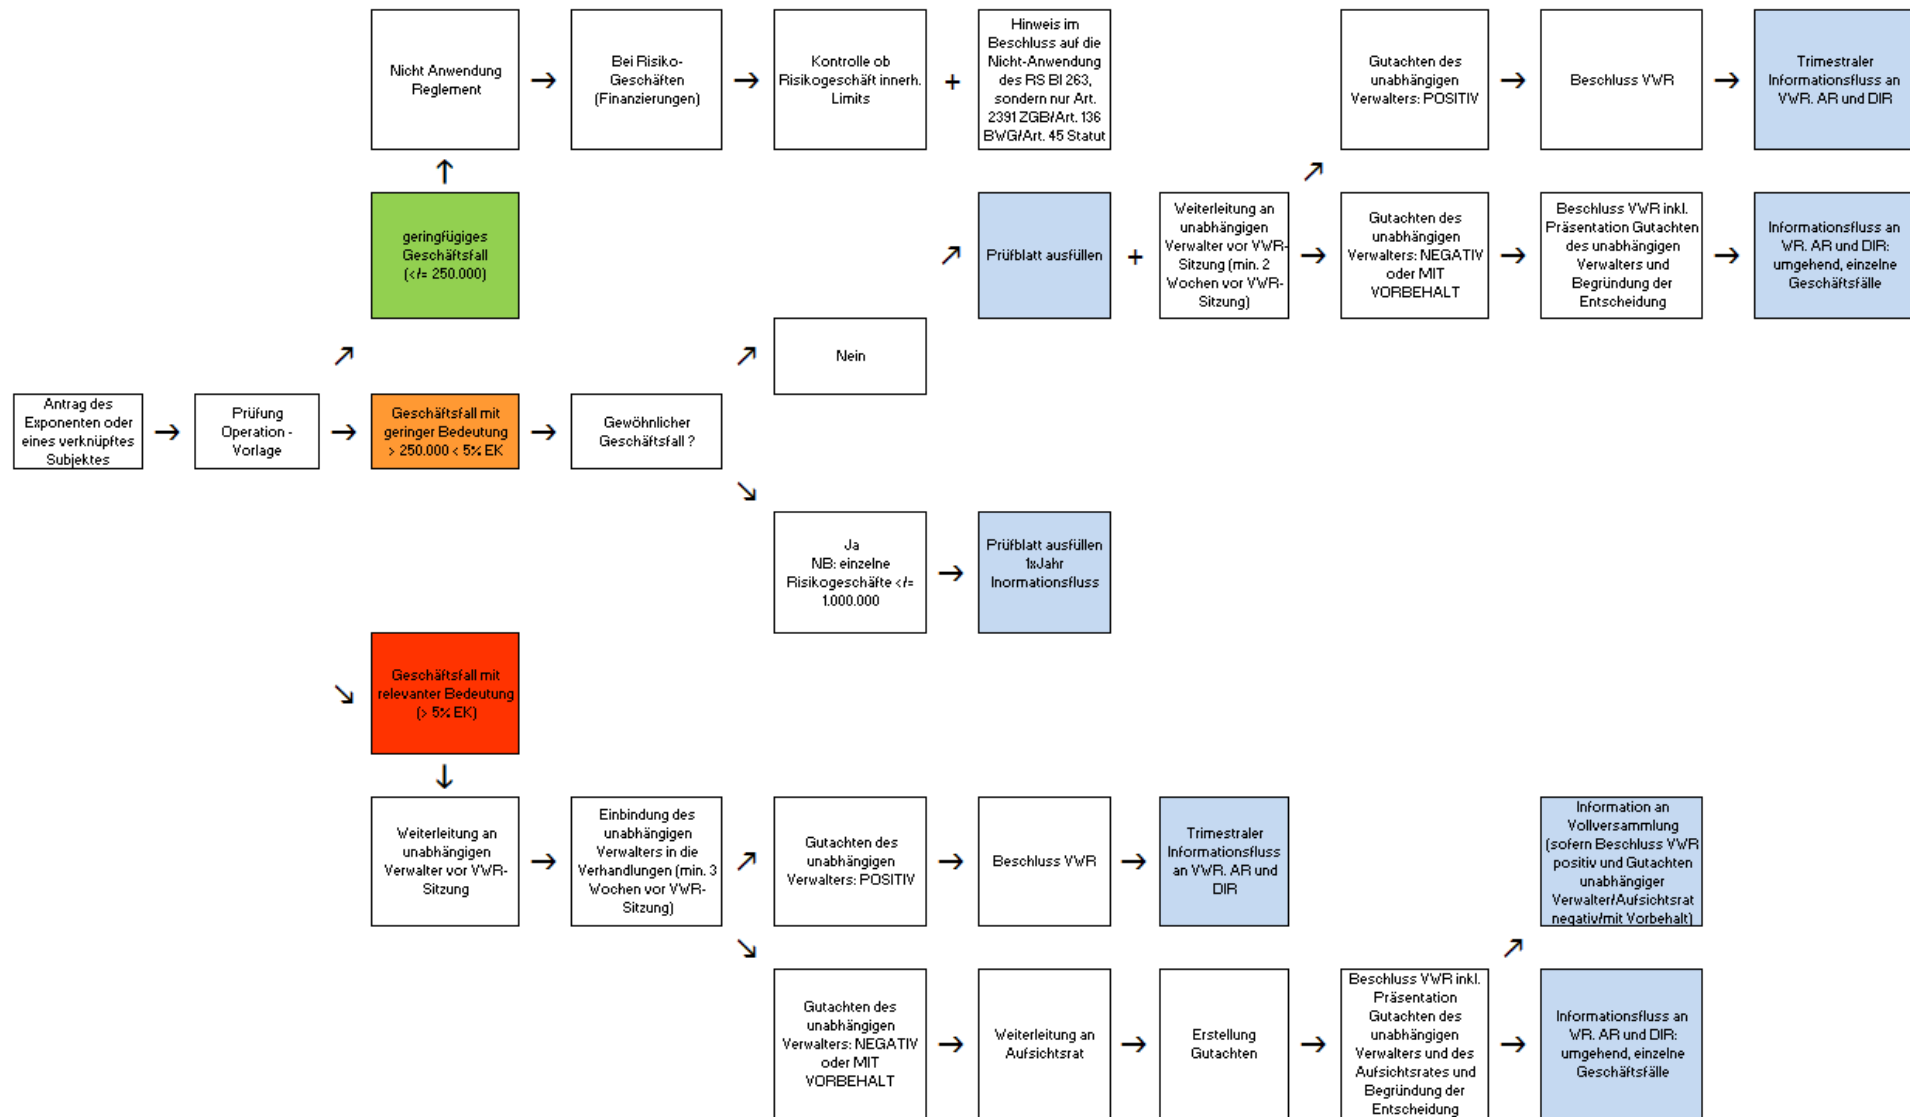 Nicht Anwendung
Reglement
Bei Risiko-
Geschäften
(Finanzierungen)
Kontrolle ob
Risikogeschäft innerh.
Limits
Hinweis im
Beschluss auf die
Nicht-Anwendung
des RS BI 263,
sondern nur Art.
2391 ZGB/Art. 136
BWG/Art. 45 Statut
Gutachten des
unabhängigen
Verwalters: POSITIV
Beschluss VWR
Trimestraler
Informationsfluss an
VWR. AR und DIR
geringfügiges
Geschäftsfall
(</= 250.000)
Prüfblatt ausfüllen
+
Weiterleitung an
unabhängigen
Verwalter vor VWR-
Sitzung (min. 2
Wochen vor VWR-
Sitzung)
Gutachten des
unabhängigen
Verwalters: NEGATIV
oder MIT
VORBEHALT
Beschluss VWR inkl.
Präsentation Gutachten
des unabhängigen
Verwalters und
Begründung der
Entscheidung
Informationsfluss an
WR. AR und DIR:
umgehend, einzelne
Geschäftsfälle
Nein
Antrag des
Exponenten oder
eines verknüpftes
Subjektes
Prüfung
Operation -
Vorlage
Geschäftsfall mit
geringer Bedeutung
> 250.000 < 5% EK
Gewöhnlicher
Geschäftsfall ?
Ja
NB: einzelne
Risikogeschäfte </=
1.000.000
Prüfblatt ausfüllen
1xJahr
Inormationsfluss
Geschäftsfall mit
relevanter Bedeutung
(> 5% EK)
Weiterleitung an
unabhängigen
Verwalter vor VWR-
Sitzung
Einbindung des
unabhängigen
Verwalters in die
Verhandlungen (min. 3
Wochen vor VWR-
Sitzung)
Gutachten des
unabhängigen
Verwalters: POSITIV
Beschluss VWR
Trimestraler
Informationsfluss
an VWR. AR und
DIR
Information an
Vollversammlung
(sofern Beschluss VWR
positiv und Gutachten
unabhängiger
Verwalter/Aufsichtsrat
negativ/mit Vorbehalt)
Gutachten des
unabhängigen
Verwalters: NEGATIV
oder MIT
VORBEHALT
Weiterleitung an
Aufsichtsrat
Erstellung
Gutachten
Beschluss VWR inkl.
Präsentation
Gutachten des
unabhängigen
Verwalters und des
Aufsichtsrates und
Begründung der
Entscheidung
Informationsfluss an
WR. AR und DIR:
umgehend, einzelne
Geschäftsfälle